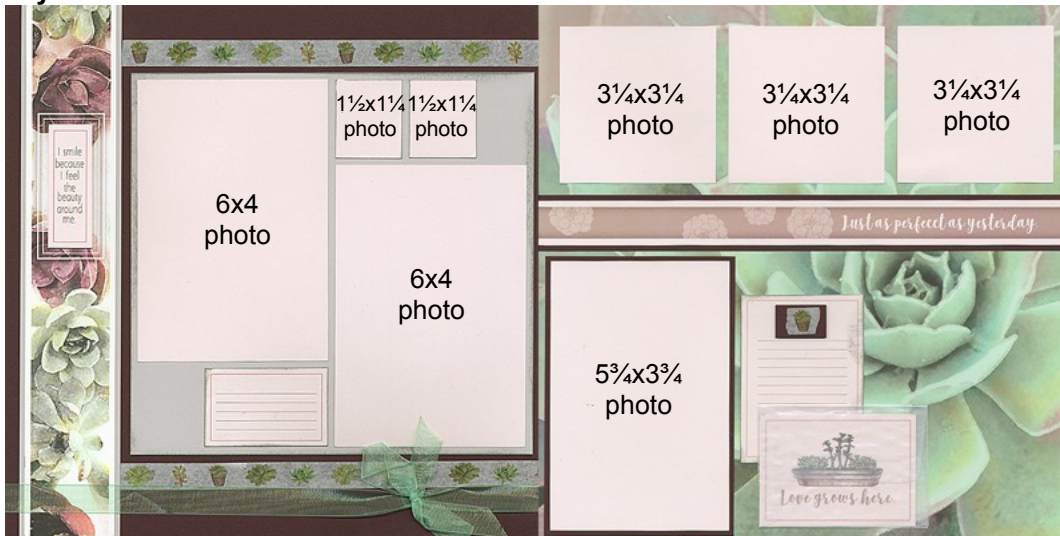 I smile
because
I feel
the
beauty
around
me.
6x4
photo
1½x1¼
photo
1½x1¼
photo
6x4
photo
3¼x3¼
photo
3¼x3¼
photo
3¼x3¼
photo
Just as perfect as yesterday
5¾x3¾
photo
Love grows here